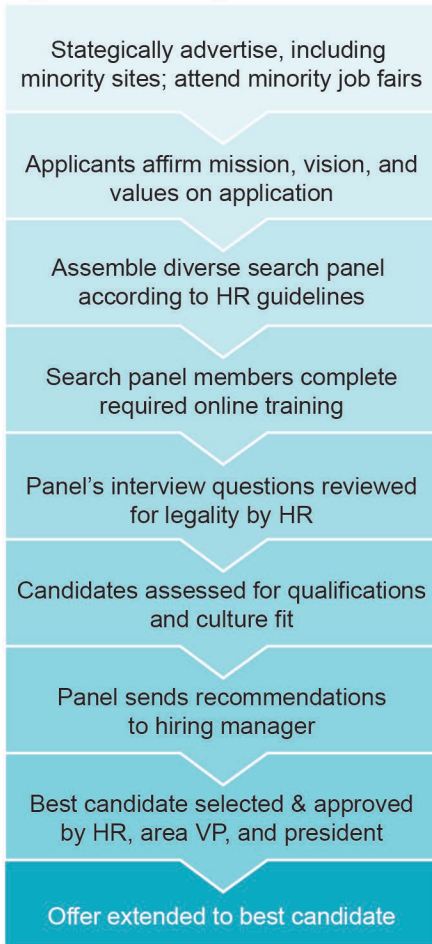 Stategically advertise, including
minority sites; attend minority job fairs
Applicants affirm mission, vision, and
values on application
Assemble diverse search panel
according to HR guidelines
Search panel members complete
required online training
Panel's interview questions reviewed
for legality by HR
Candidates assessed for qualifications
and culture fit
Panel sends recommendations
to hiring manager
Best candidate selected & approved
by HR, area VP, and president
Offer extended to best candidate